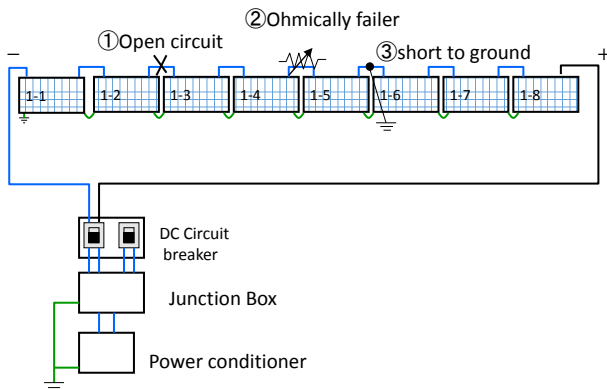 ②Ohmically failer
①Open circuit
③short to ground
− +
1-1 1-2 1-3 1-4 1-5 1-6 1-7 1-8
DC Circuit
breaker
Junction Box
Power conditioner